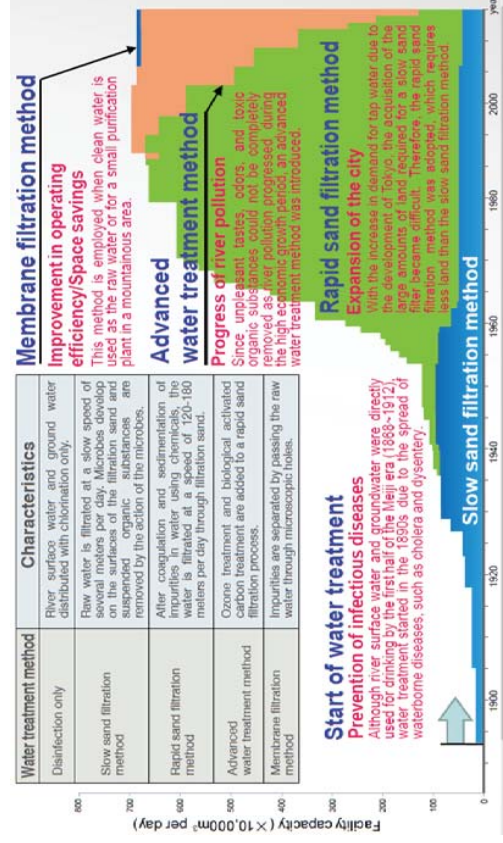 Water treatment method
Characteristics
Disinfection only
River surface water and ground water
distributed with chlorination only.
Slow sand filtration
method
Raw water is filtrated at a slow speed of
several meters per day. Microbes develop
on the surfaces of the filtration sand and
suspended organic substances are
removed by the action of the microbes.
Rapid sand filtration
method
After coagulation and sedimentation of
impurities in water using chemicals, the
water is filtrated at a speed of 120-180
meters per day through filtration sand.
Advanced
water treatment method
Ozone treatment and biological activated
carbon treatment are added to a rapid sand
filtration process.
Membrane filtration
method
Impurities are separated by passing the raw
water through microscopic holes.
Membrane filtration method
Improvement in operating
efficiency/Space savings
This method is employed when clean water is
used as the raw water or for a small purification
plant in a mountainous area.
Advanced
water treatment method
Progress of river pollution
Since unpleasant tastes, odors, and toxic
organic substances could not be completely
removed as river pollution progressed during
the high economic growth period, an advanced
water treatment method was introduced.
Rapid sand filtration method
Expansion of the city
With the increase in demand for tap water due to
the development of Tokyo, the acquisition of the
large amounts of land required for a slow sand
filter became difficult. Therefore, the rapid sand
filtration method was adopted, which requires
less land than the slow sand filtration method.
Start of water treatment
Prevention of infectious diseases
Although river surface water and groundwater were directly
used for drinking by the first half of the Meiji era (1868~1912),
water treatment started in the 1890s due to the spread of
waterborne diseases, such as cholera and dysentery.
Slow sand filtration method
Facility capacity (×10,000m³ per day)
800
700
600
500
400
300
200
100
0
1900
1920
1940
1960
1980
2000
year